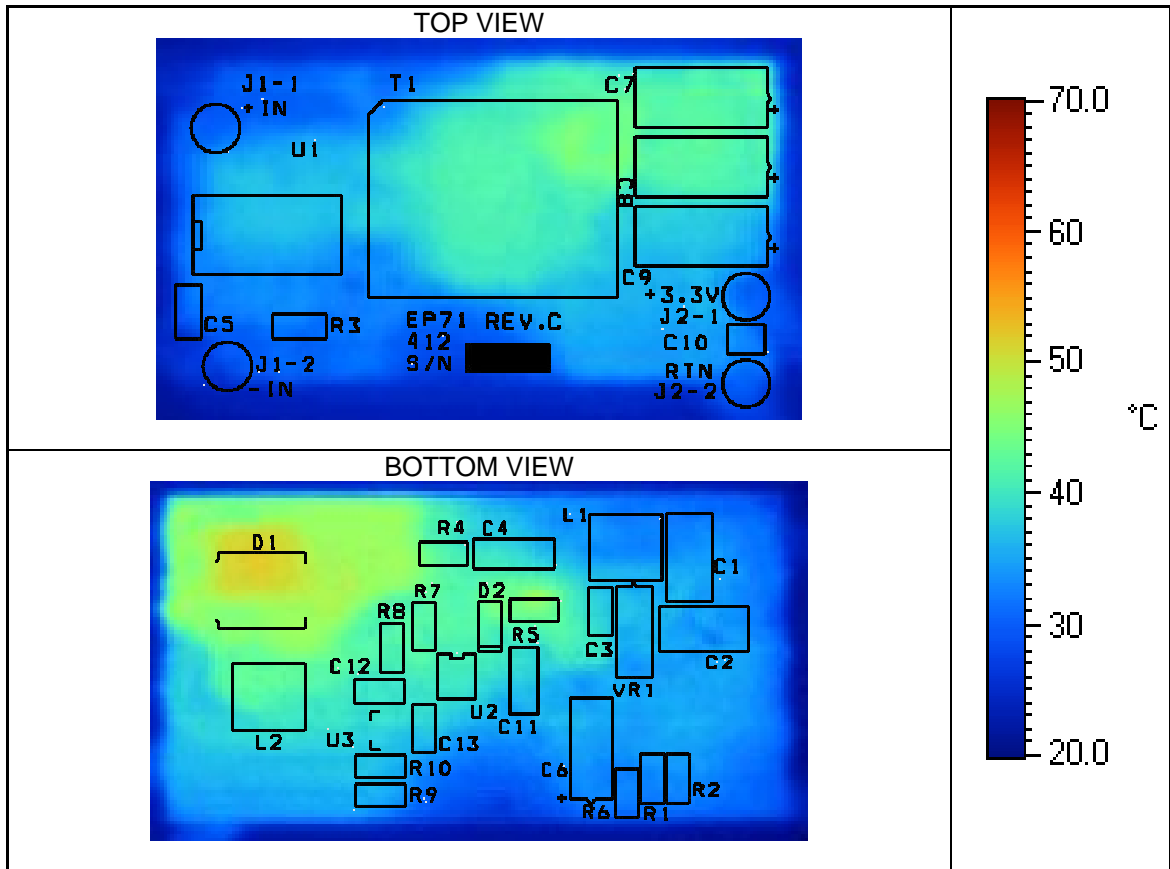 TOP VIEW
J1-1
+IN
T1
C7
U1
C8
C9
+3.3V
J2-1
C5
R3
EP71 REV.C
412
S/N
C10
J1-2
-IN
RTN
J2-2
BOTTOM VIEW
D1
R4
C4
L1
C1
R7
D2
R8
R5
C3
C2
C12
VR1
U2
C11
L2
U3
C13
R10
C6
+
R9
R6
R1
R2
70.0
60
50
40
30
20.0
°C